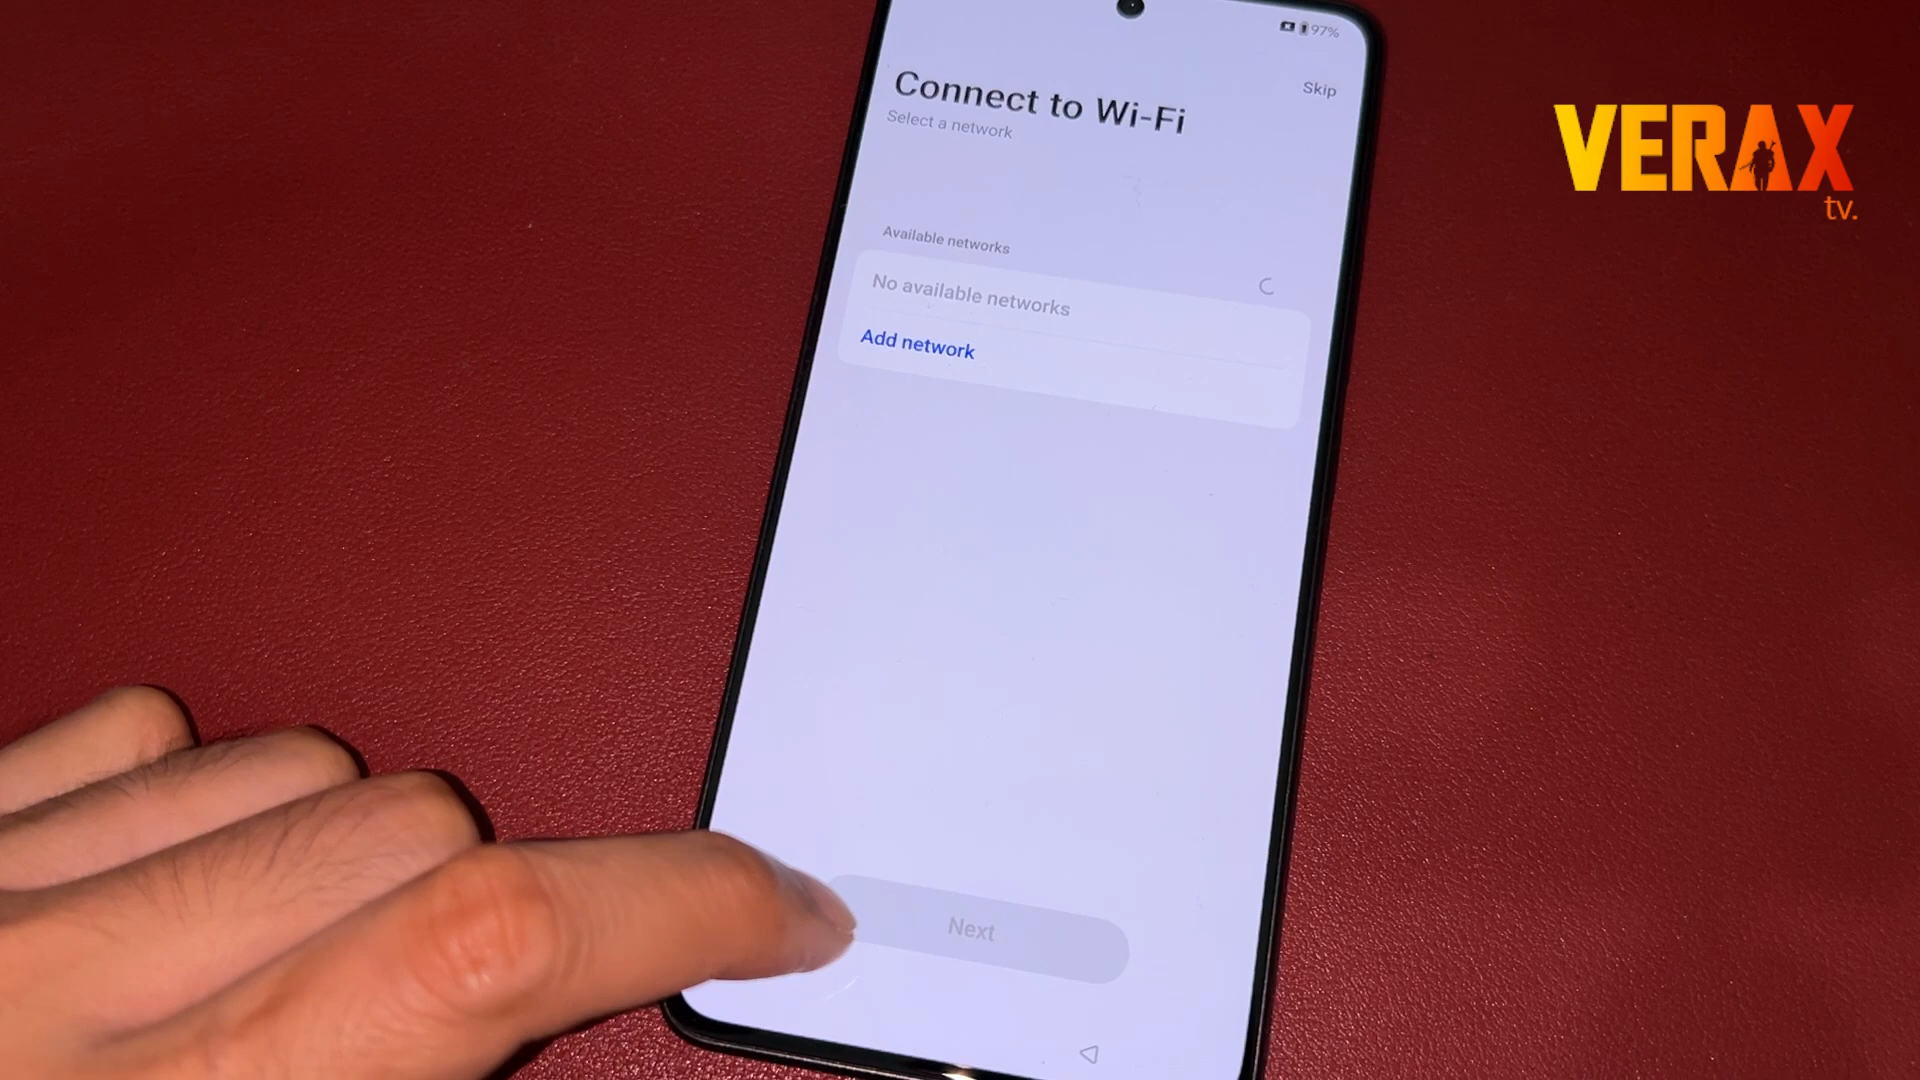 97%
Skip
Connect to Wi-Fi
Select a network
Available networks
No available networks
Add network
Next
VERAX
tv.